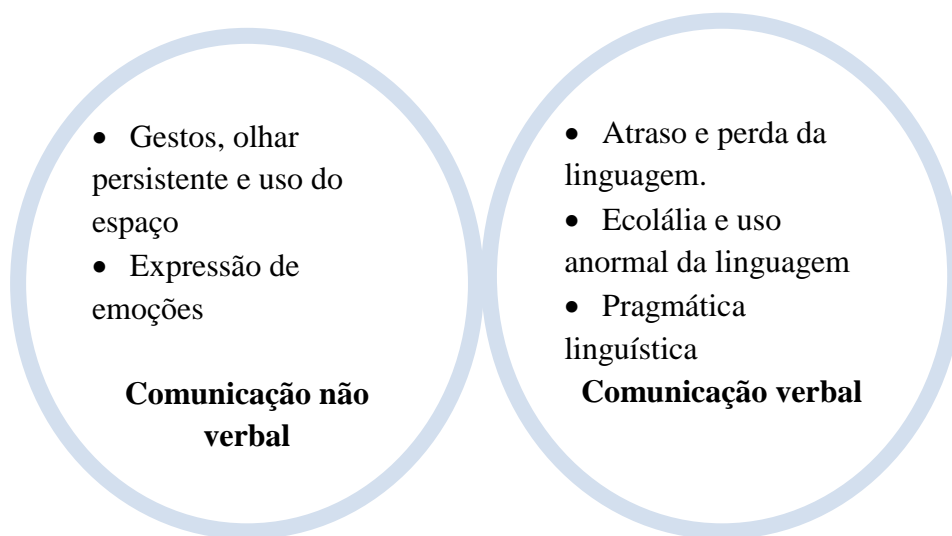 • Gestos, olhar
persistente e uso do
espaço
• Expressão de
emoções
Comunicação não
verbal
• Atraso e perda da
linguagem.
• Ecolália e uso
anormal da linguagem
• Pragmática
linguística
Comunicação verbal